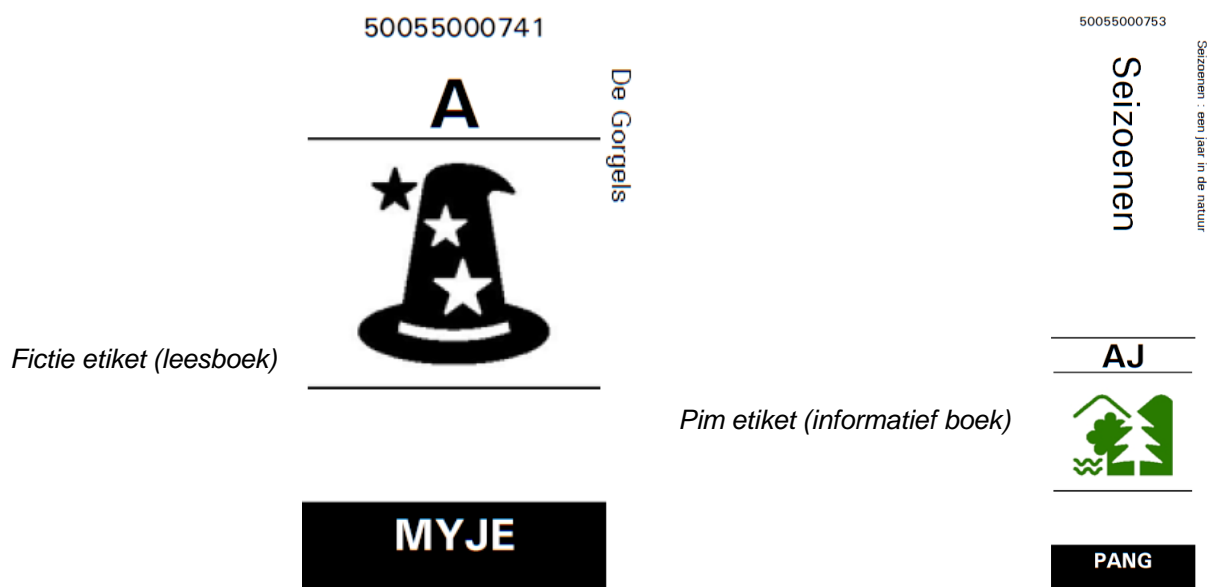 50055000741
A
De Gorgels
MYJE
Fictie etiket (leesboek)
50055000753
Seizoenen
Seizoenen : een jaar in de natuur
AJ
PANG
Pim etiket (informatief boek)